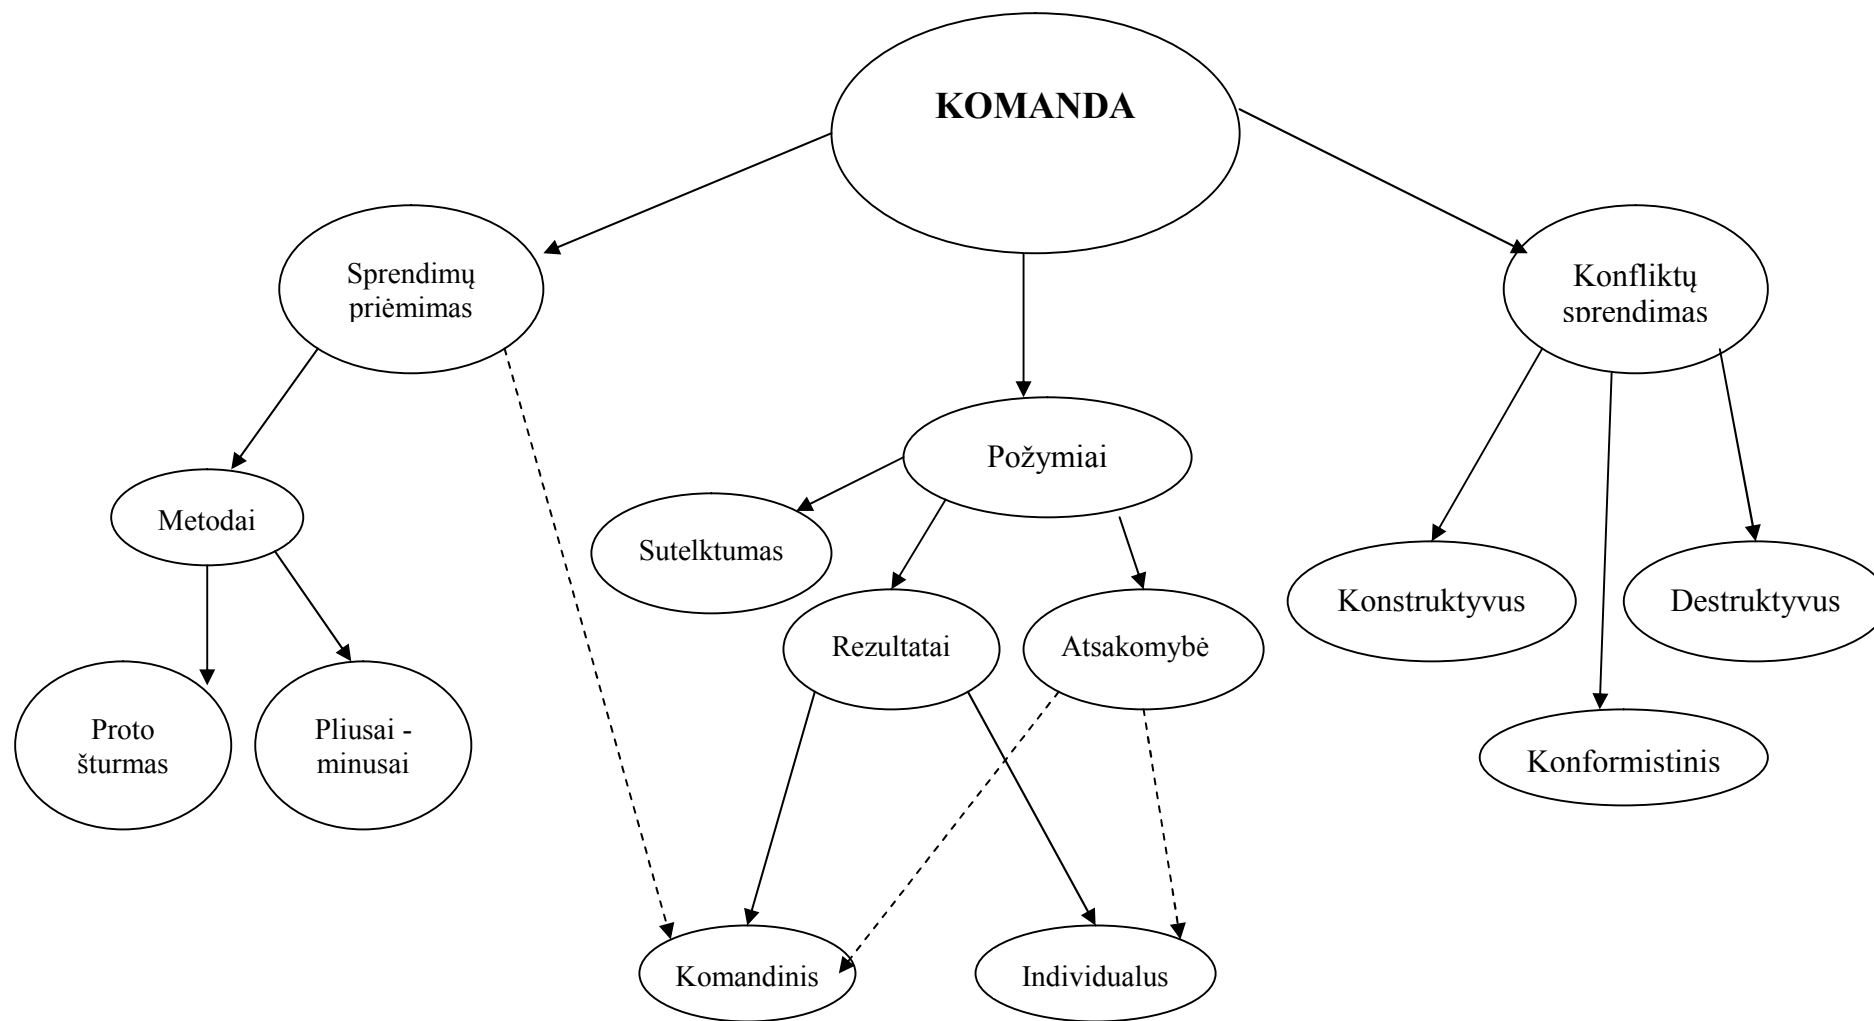 KOMANDA
Sprendimų
priėmimas
Konfliktų
sprendimas
Požymiai
Metodai
Sutelktumas
Konstruktyvus
Destruktyvus
Rezultatai
Atsakomybė
Proto
šturmas
Pliusai -
minusai
Konformistinis
Komandinis
Individualus